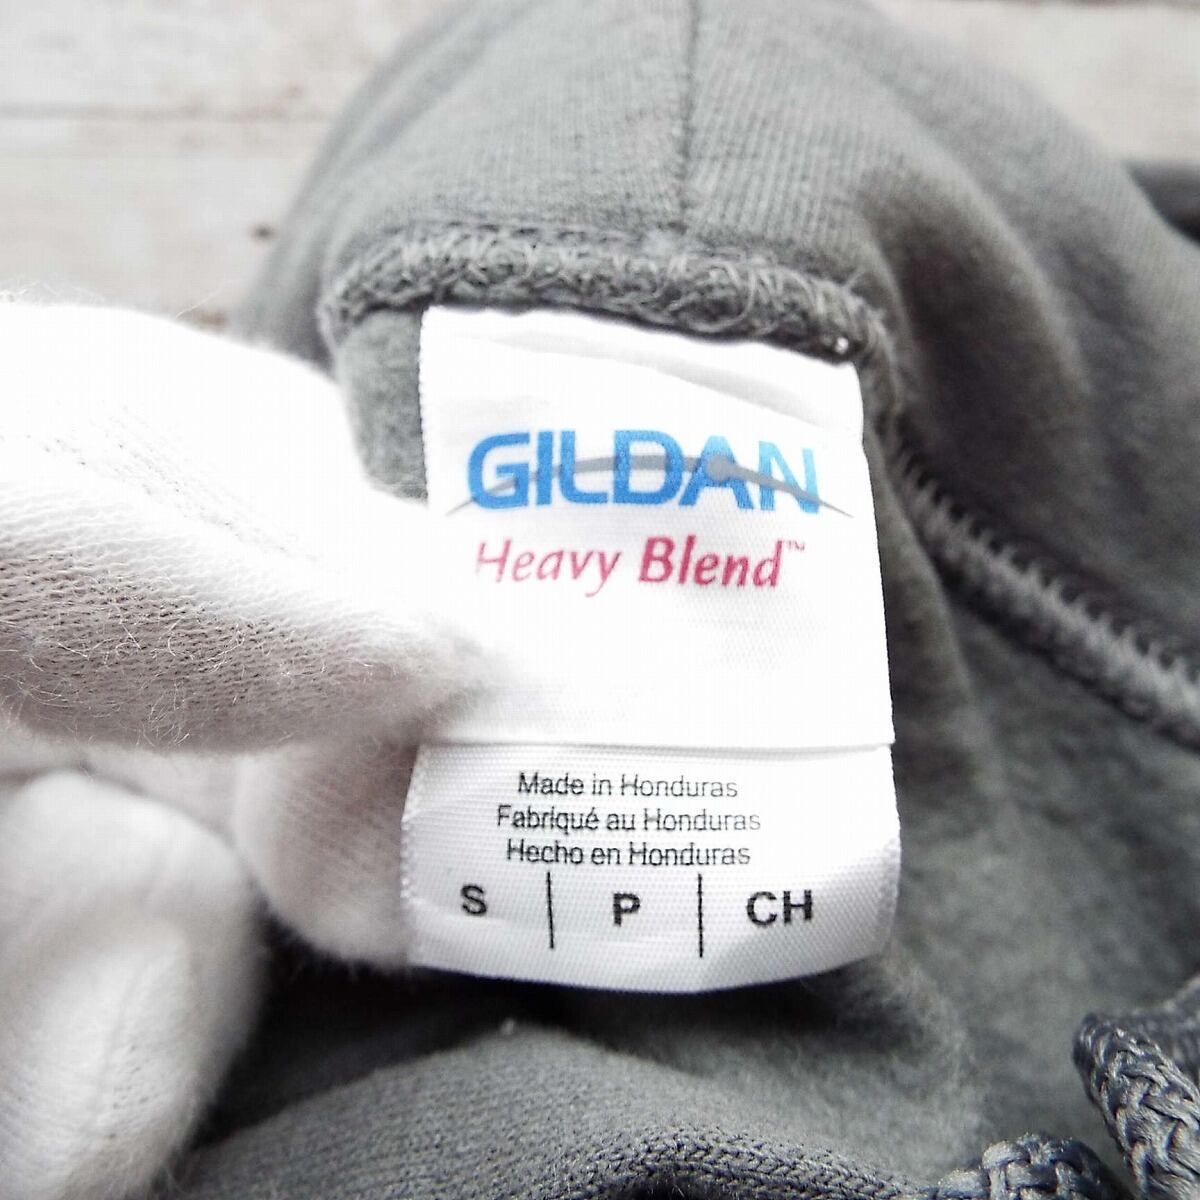 GILDAN
Heavy Blend™
Made in Honduras
Fabriqué au Honduras
Hecho en Honduras
S | P | CH